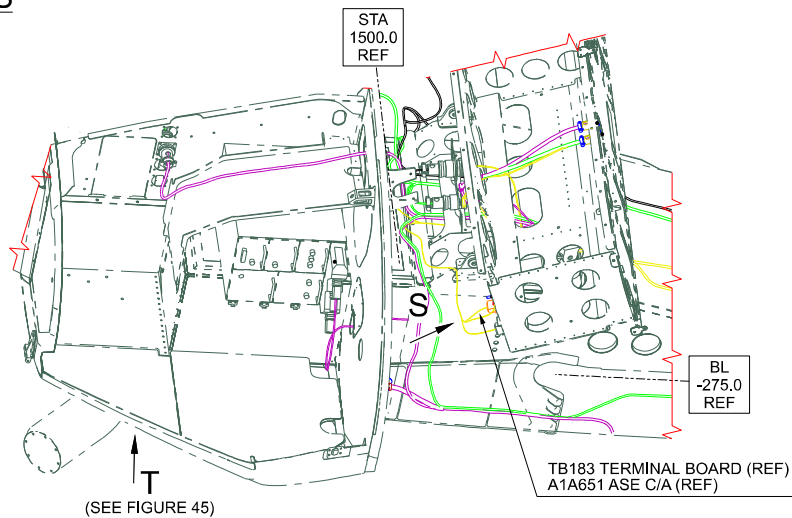 STA
1500.0
REF
S
BL
-275.0
REF
TB183 TERMINAL BOARD (REF)
A1A651 ASE C/A (REF)
T
(SEE FIGURE 45)